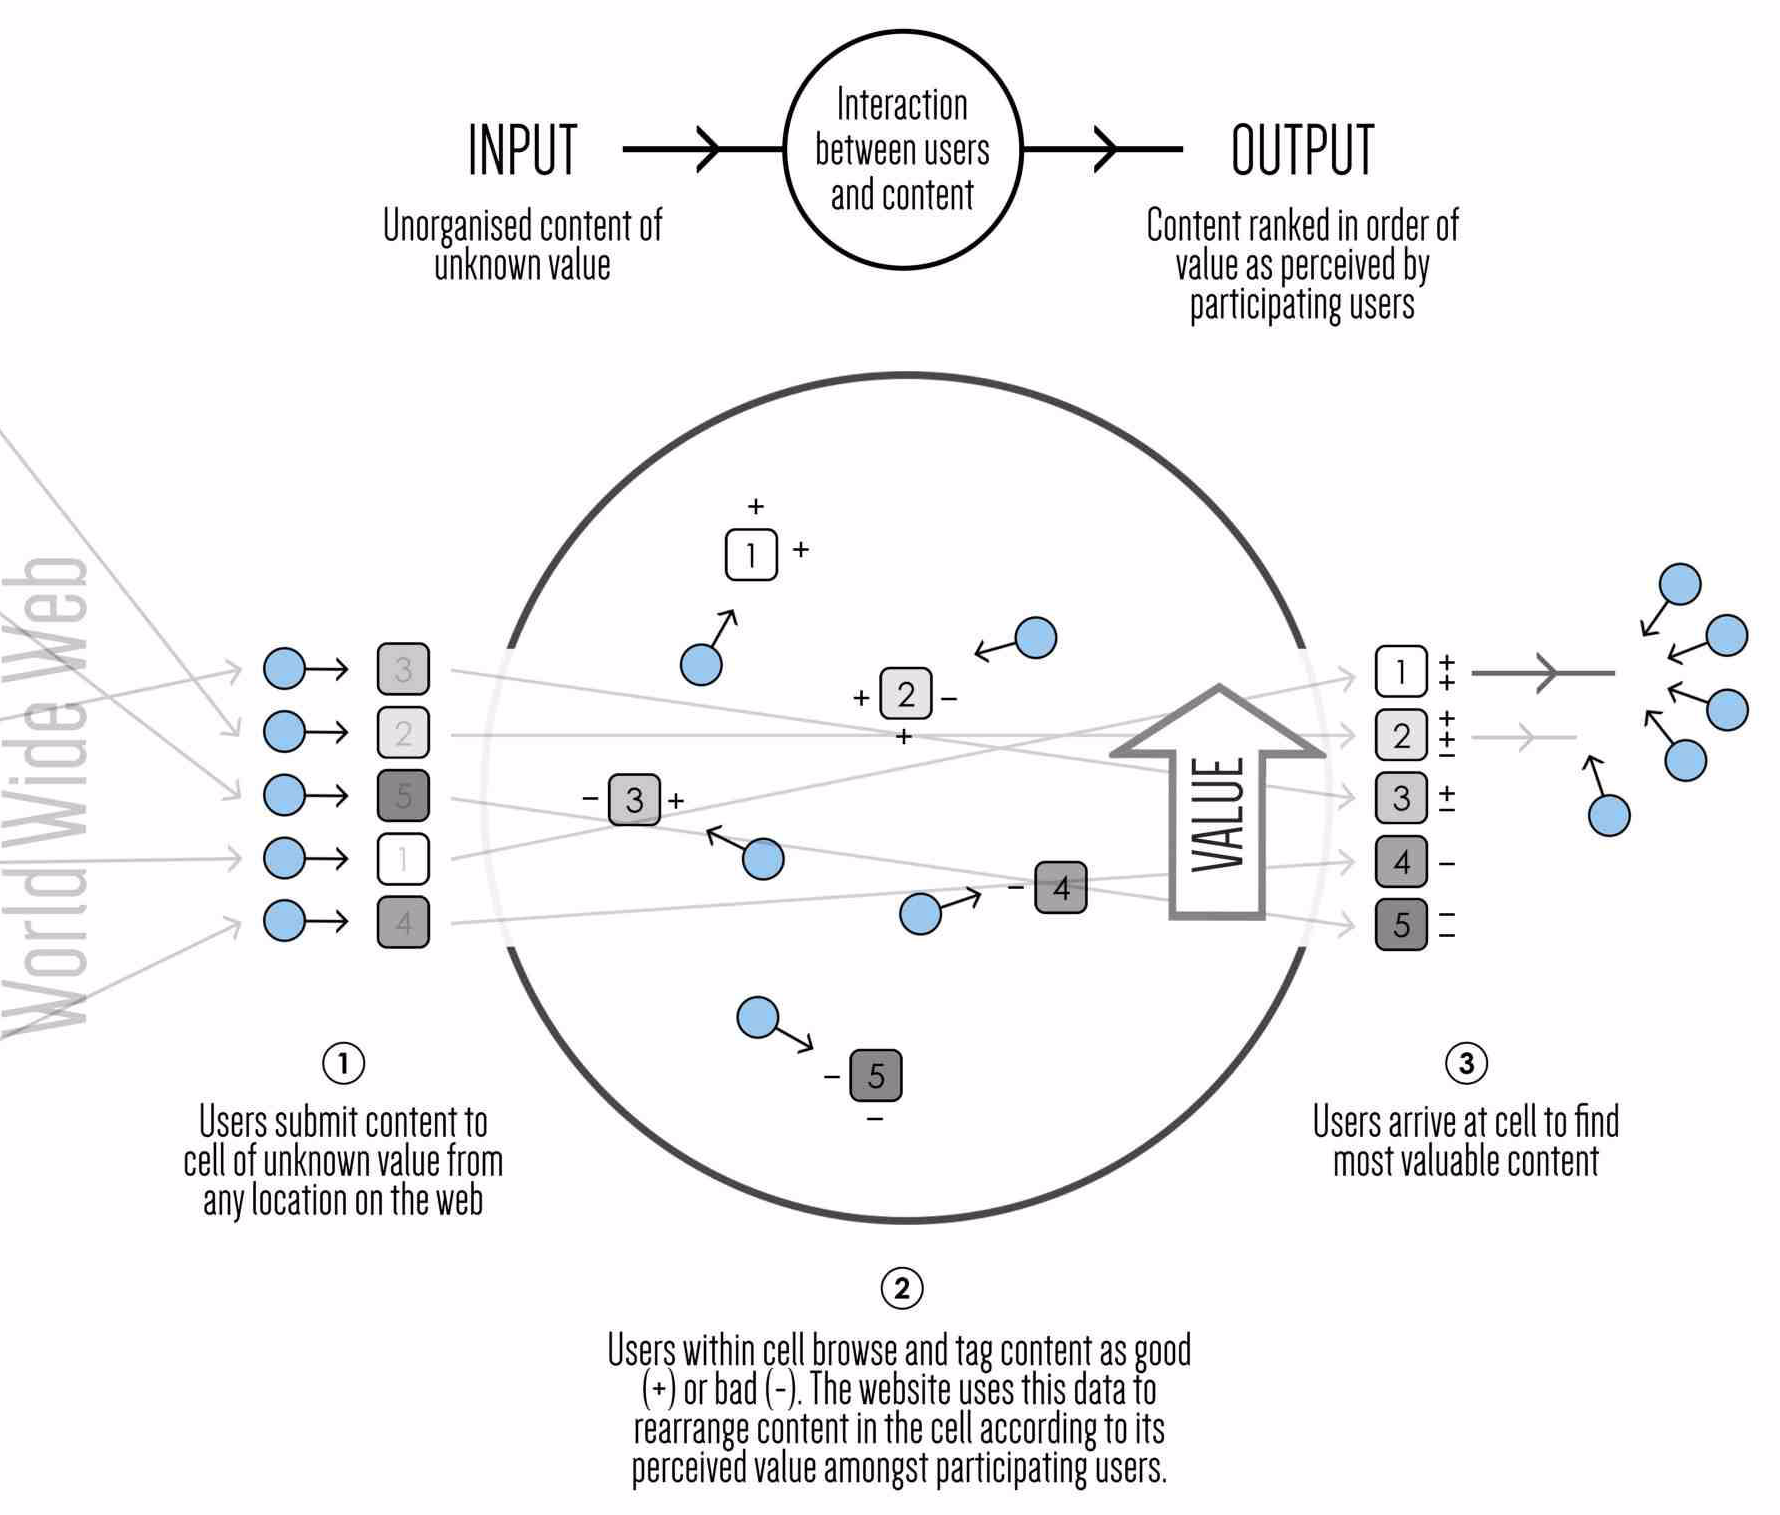 INPUT
Interaction
between users
and content
OUTPUT
Unorganised content of
unknown value
Content ranked in order of
value as perceived by
participating users
World Wide Web
3
2
5
1
4
+
1 +
+ 2 -
+
- 3 +
- 4
- 5
-
VALUE
1 + +
2 + + -
3 + -
4 -
5 - -
1
Users submit content to
cell of unknown value from
any location on the web
2
Users within cell browse and tag content as good
(+) or bad (-). The website uses this data to
rearrange content in the cell according to its
perceived value amongst participating users.
3
Users arrive at cell to find
most valuable content